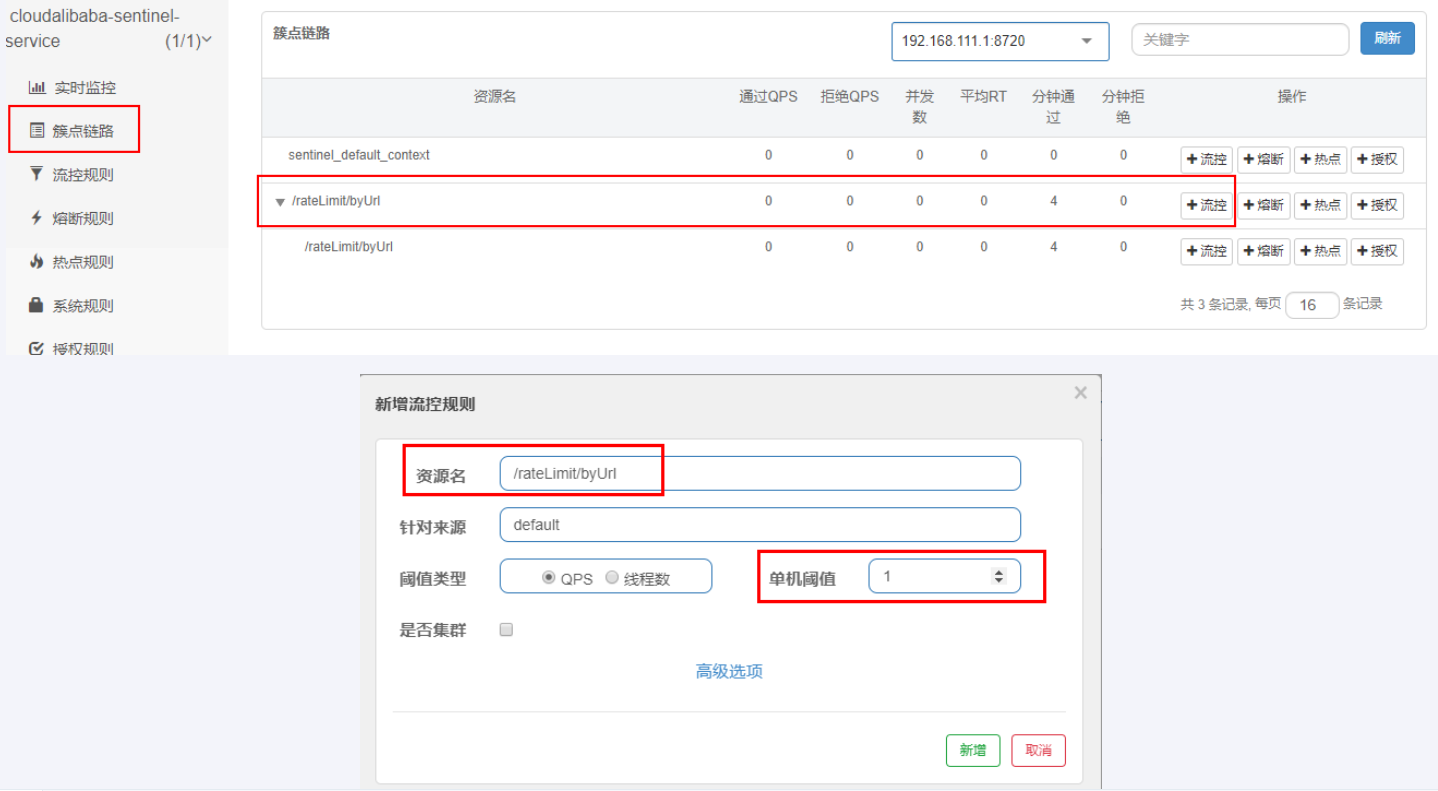 cloudalibaba-sentinel-
service (1/1)
实时监控
簇点链路
流控规则
熔断规则
热点规则
系统规则
授权规则
簇点链路 192.168.111.1:8720 关键字 刷新
资源名 通过QPS 拒绝QPS 并发数 平均RT 分钟通过 分钟拒绝 操作
sentinel_default_context 0 0 0 0 0 0 流控 熔断 热点 授权
/rateLimit/byUrl 0 0 0 0 4 0 流控 熔断 热点 授权
/rateLimit/byUrl 0 0 0 0 4 0 流控 熔断 热点 授权
共 3 条记录, 每页 16 条记录
新增流控规则 ×
资源名 /rateLimit/byUrl
针对来源 default
阈值类型 QPS 线程数 单机阈值 1
是否集群
高级选项
新增 取消